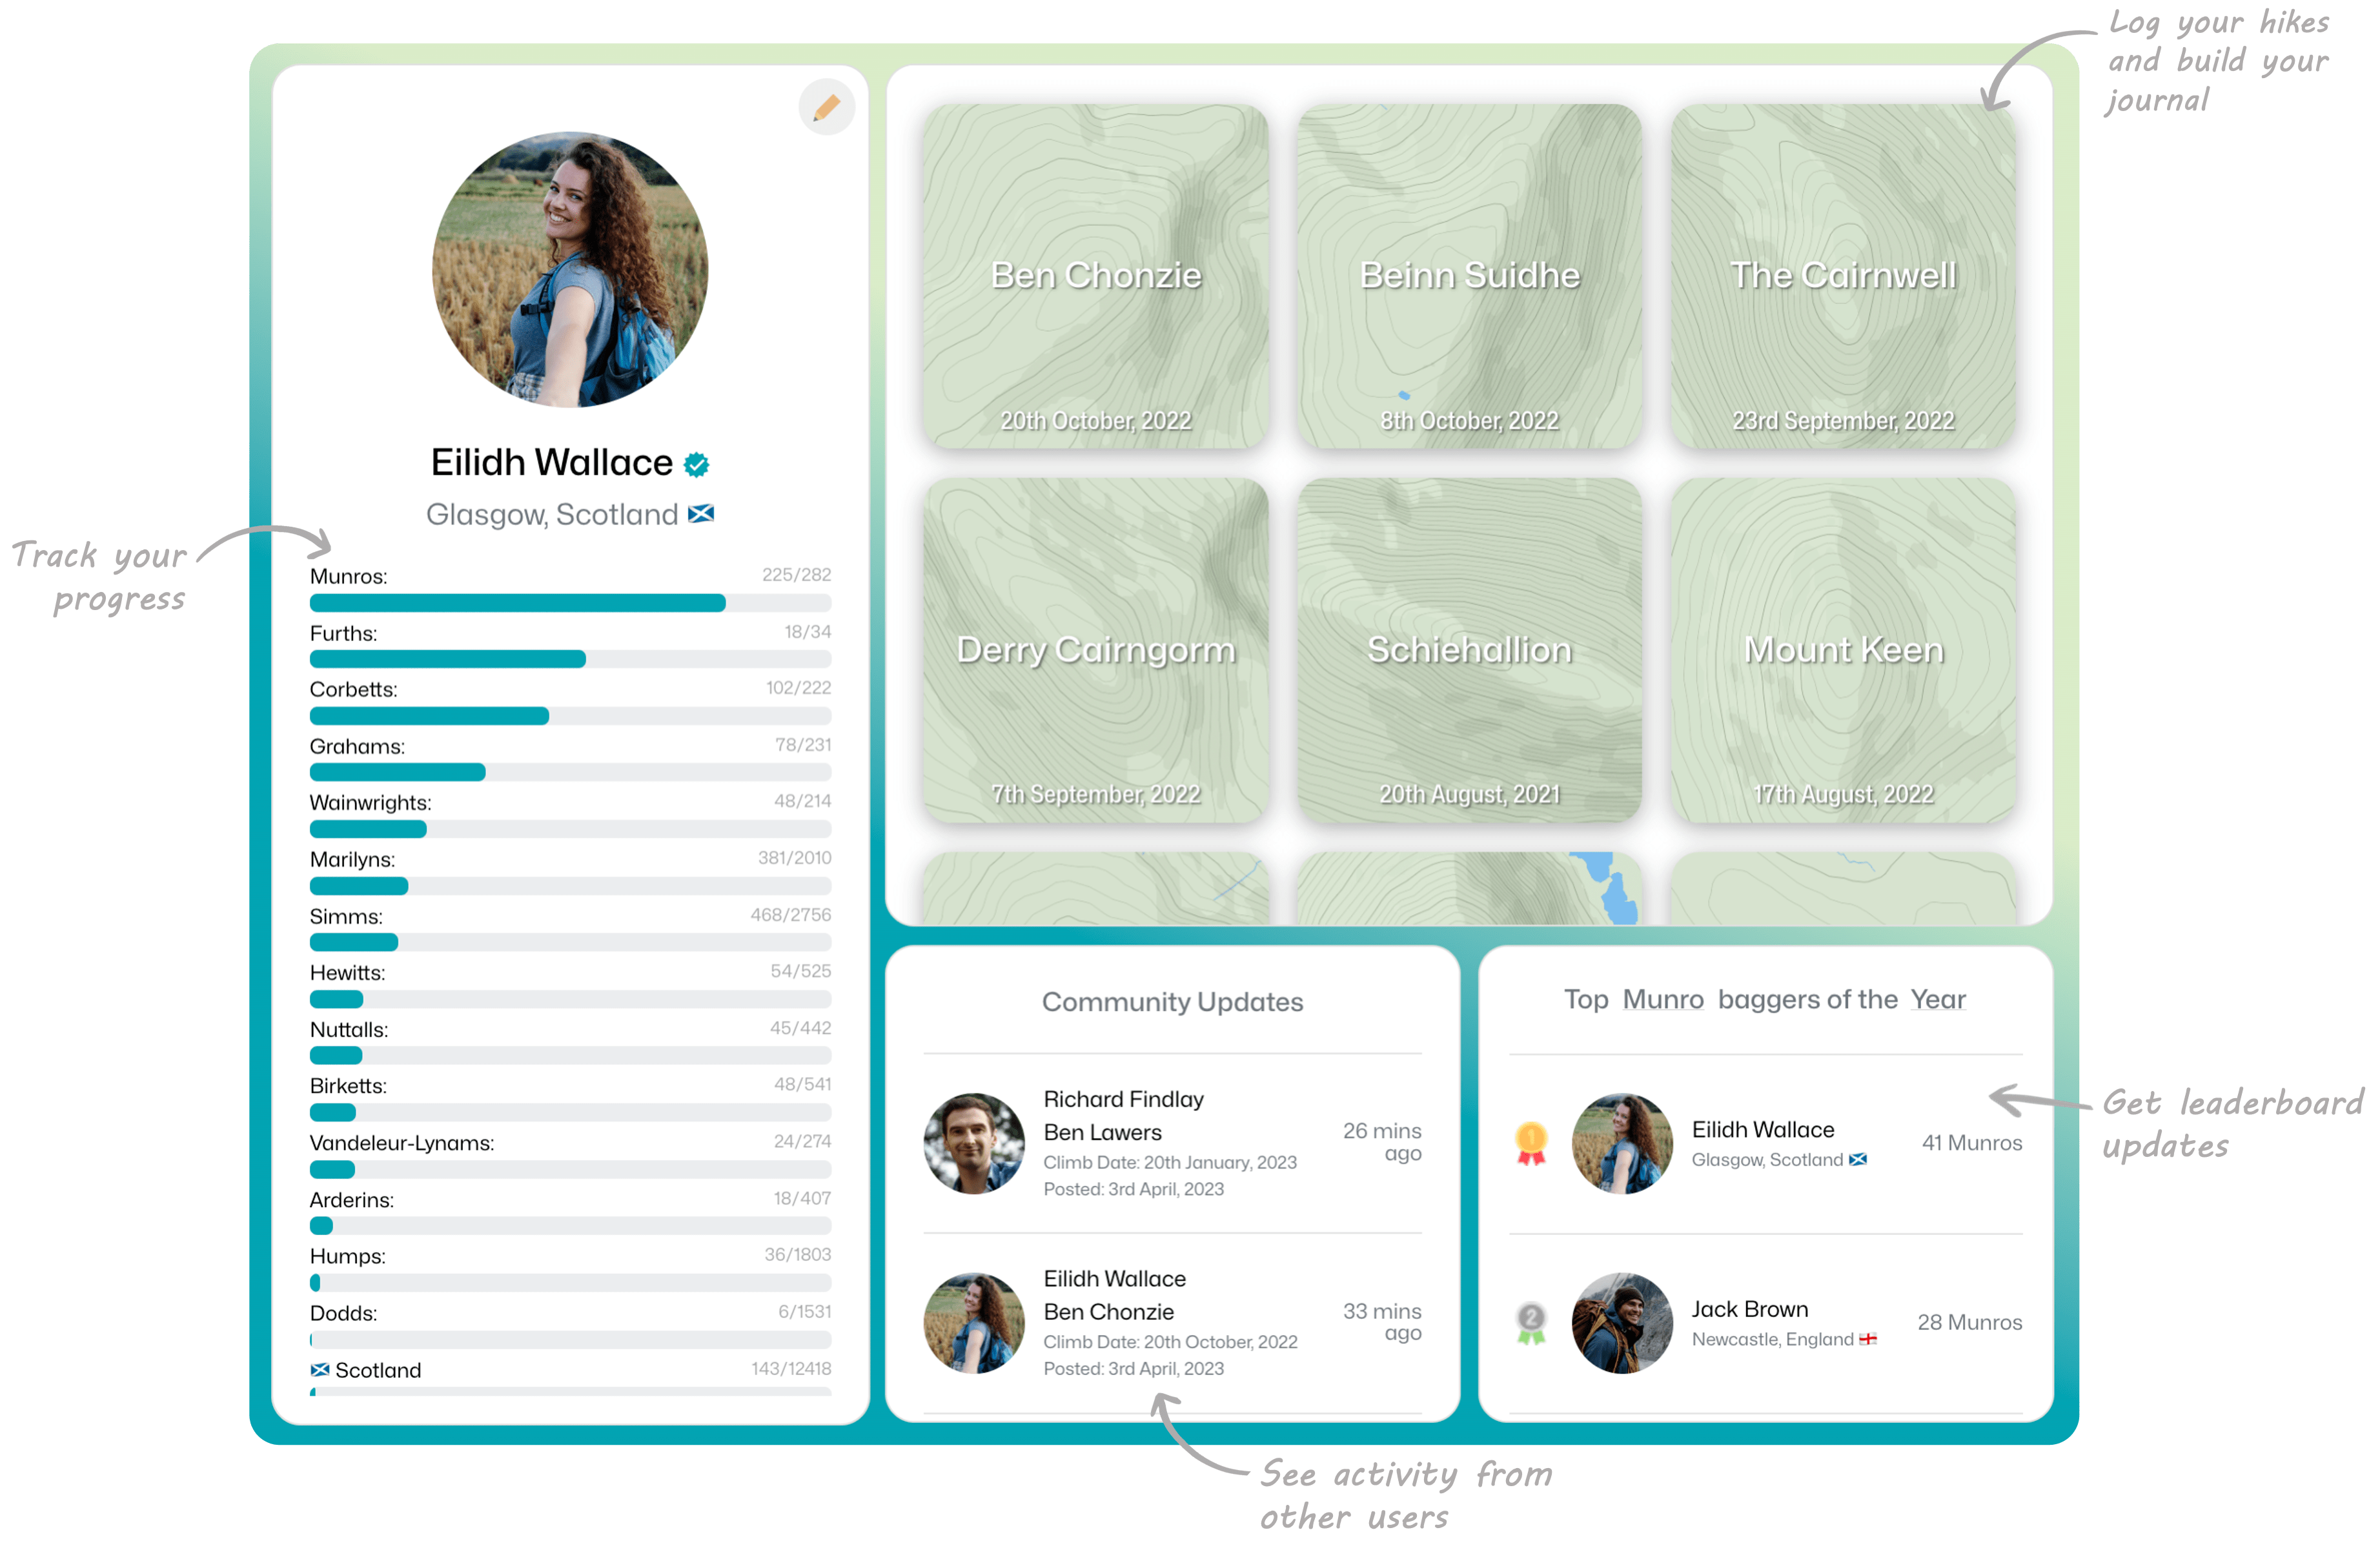 Log your hikes
and build your
journal
Track your
progress
Eilidh Wallace
Glasgow, Scotland
Munros: 225/282
Furths: 18/34
Corbetts: 102/222
Grahams: 78/231
Wainwrights: 48/214
Marilyns: 381/2010
Simms: 468/2756
Hewitts: 54/525
Nuttalls: 45/442
Birketts: 48/541
Vandeleur-Lynams: 24/274
Arderins: 18/407
Humps: 36/1803
Dodds: 6/1531
Scotland 143/12418
Ben Chonzie
20th October, 2022
Beinn Suidhe
8th October, 2022
The Cairnwell
23rd September, 2022
Derry Cairngorm
7th September, 2022
Schiehallion
20th August, 2021
Mount Keen
17th August, 2022
Community Updates
Richard Findlay
Ben Lawers
Climb Date: 20th January, 2023
Posted: 3rd April, 2023
26 mins
ago
Eilidh Wallace
Ben Chonzie
Climb Date: 20th October, 2022
Posted: 3rd April, 2023
33 mins
ago
See activity from
other users
Top Munro baggers of the Year
1
Eilidh Wallace
Glasgow, Scotland
41 Munros
2
Jack Brown
Newcastle, England
28 Munros
Get leaderboard
updates